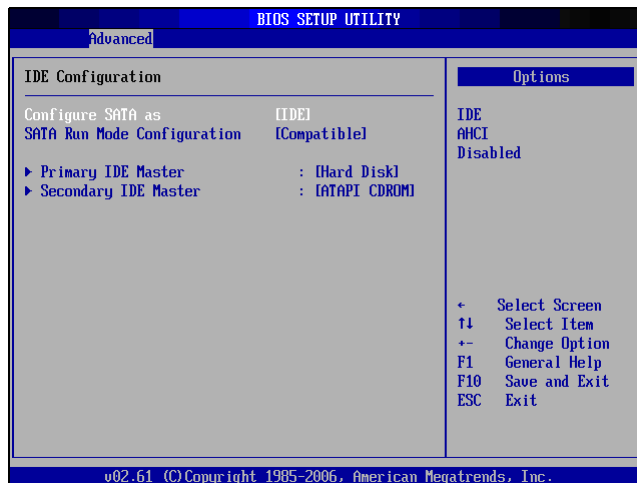 BIOS SETUP UTILITY
Advanced
IDE Configuration
Configure SATA as [IDE]
SATA Run Mode Configuration [Compatible]
▶ Primary IDE Master : [Hard Disk]
▶ Secondary IDE Master : [ATAPI CDROM]
Options
IDE
AHCI
Disabled
← Select Screen
↑↓ Select Item
+- Change Option
F1 General Help
F10 Save and Exit
ESC Exit
v02.61 (C)Copyright 1985-2006, American Megatrends, Inc.